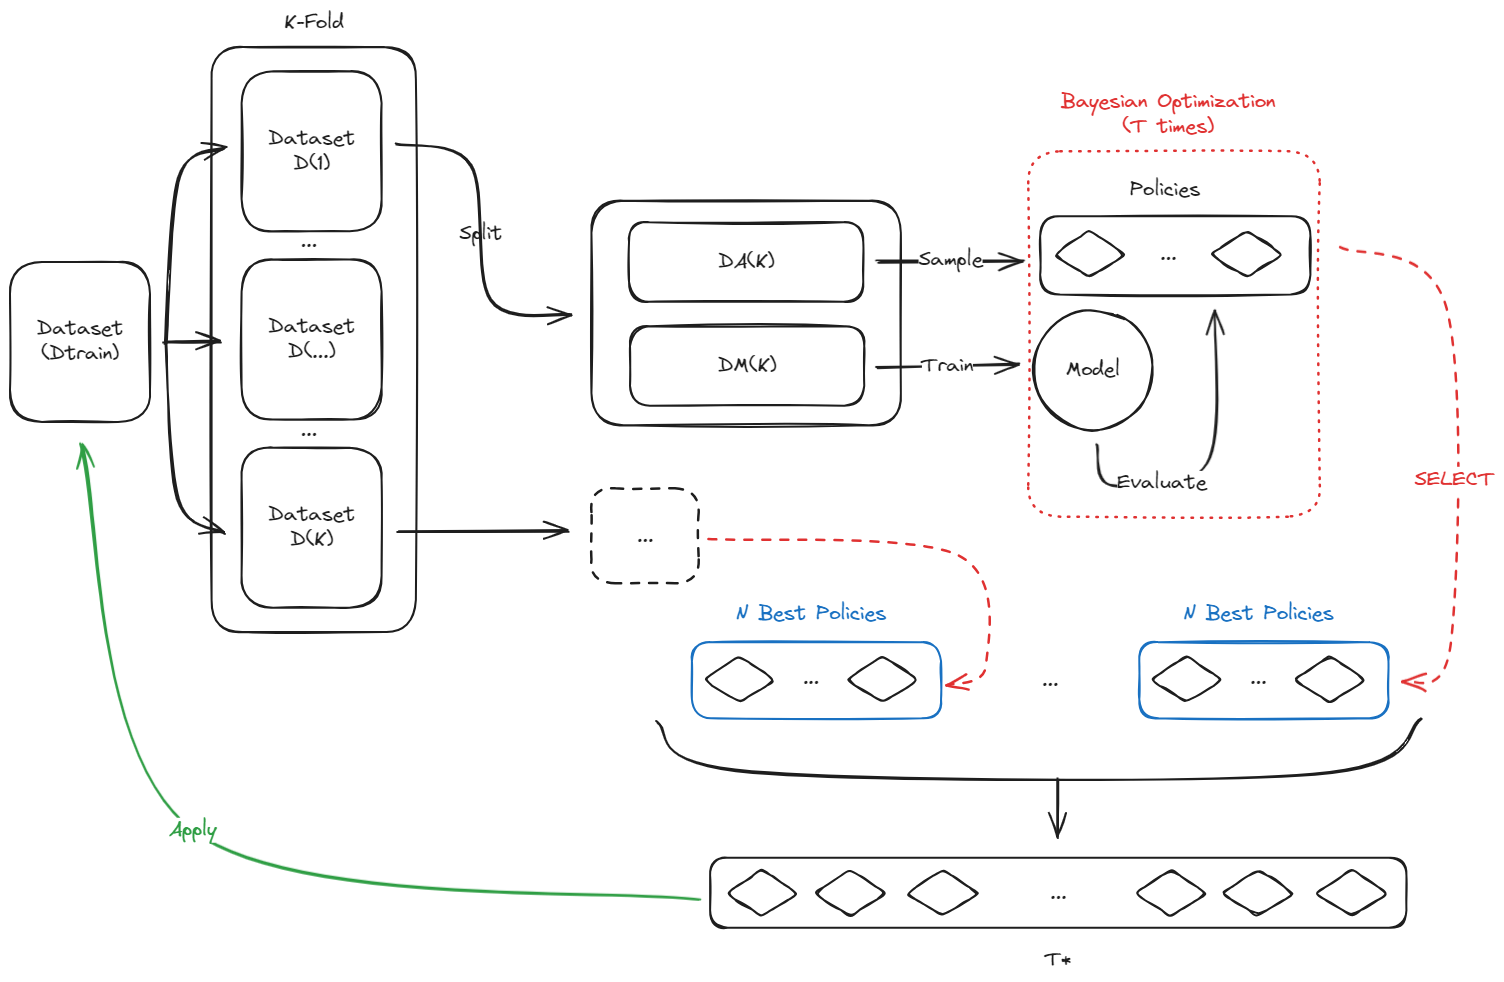 K-Fold
Dataset
D(1)
...
Dataset
D(...)
...
Dataset
D(K)
Dataset
(Dtrain)
Split
DA(K)
DM(K)
Sample
Train
Bayesian Optimization
(T times)
Policies
...
Model
Evaluate
SELECT
...
N Best Policies
...
...
N Best Policies
...
Apply
...
T*